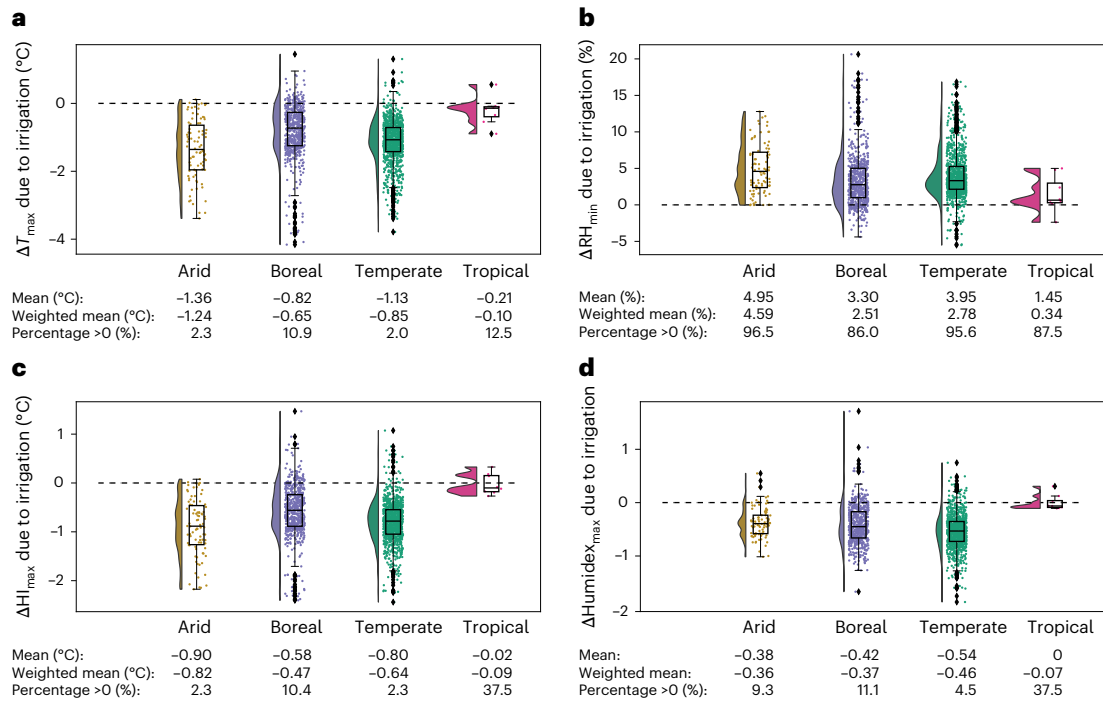 a
ΔTmax due to irrigation (°C)
0
−2
−4
Arid Boreal Temperate Tropical
Mean (°C): −1.36 −0.82 −1.13 −0.21
Weighted mean (°C): −1.24 −0.65 −0.85 −0.10
Percentage >0 (%): 2.3 10.9 2.0 12.5
b
ΔRHmin due to irrigation (%)
20
15
10
5
0
−5
Arid Boreal Temperate Tropical
Mean (%): 4.95 3.30 3.95 1.45
Weighted mean (%): 4.59 2.51 2.78 0.34
Percentage >0 (%): 96.5 86.0 95.6 87.5
c
ΔHImax due to irrigation (°C)
1
0
−1
−2
Arid Boreal Temperate Tropical
Mean (°C): −0.90 −0.58 −0.80 −0.02
Weighted mean (°C): −0.82 −0.47 −0.64 −0.09
Percentage >0 (%): 2.3 10.4 2.3 37.5
d
ΔHumidexmax due to irrigation
1
0
−1
−2
Arid Boreal Temperate Tropical
Mean: −0.38 −0.42 −0.54 0
Weighted mean: −0.36 −0.37 −0.46 −0.07
Percentage >0 (%): 9.3 11.1 4.5 37.5